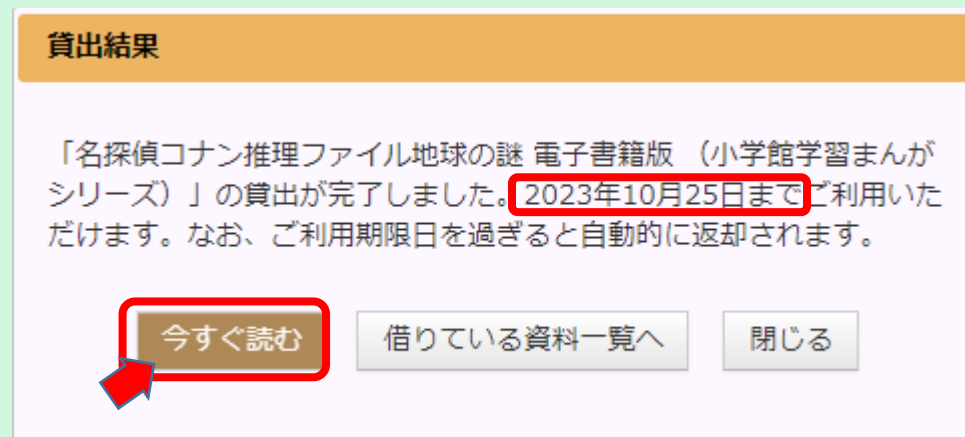 貸出結果
「名探偵コナン推理ファイル地球の謎 電子書籍版 （小学館学習まんが
シリーズ）」の貸出が完了しました。2023年10月25日までご利用いた
だけます。なお、ご利用期限日を過ぎると自動的に返却されます。
今すぐ読む 借りている資料一覧へ 閉じる